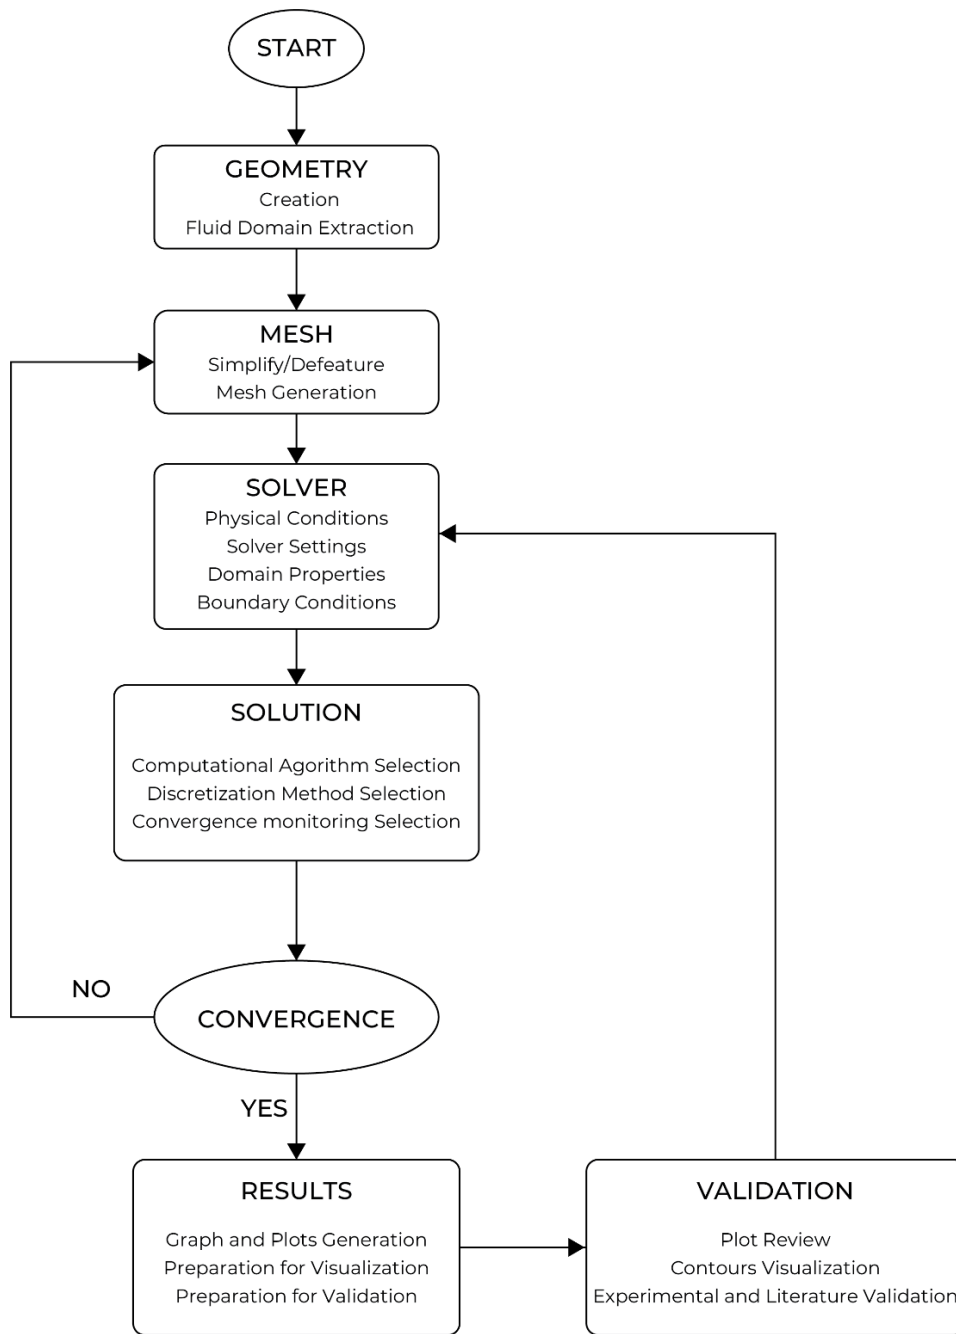 START
GEOMETRY
Creation
Fluid Domain Extraction
MESH
Simplify/Defeature
Mesh Generation
SOLVER
Physical Conditions
Solver Settings
Domain Properties
Boundary Conditions
SOLUTION
Computational Agorithm Selection
Discretization Method Selection
Convergence monitoring Selection
NO
CONVERGENCE
YES
RESULTS
Graph and Plots Generation
Preparation for Visualization
Preparation for Validation
VALIDATION
Plot Review
Contours Visualization
Experimental and Literature Validation